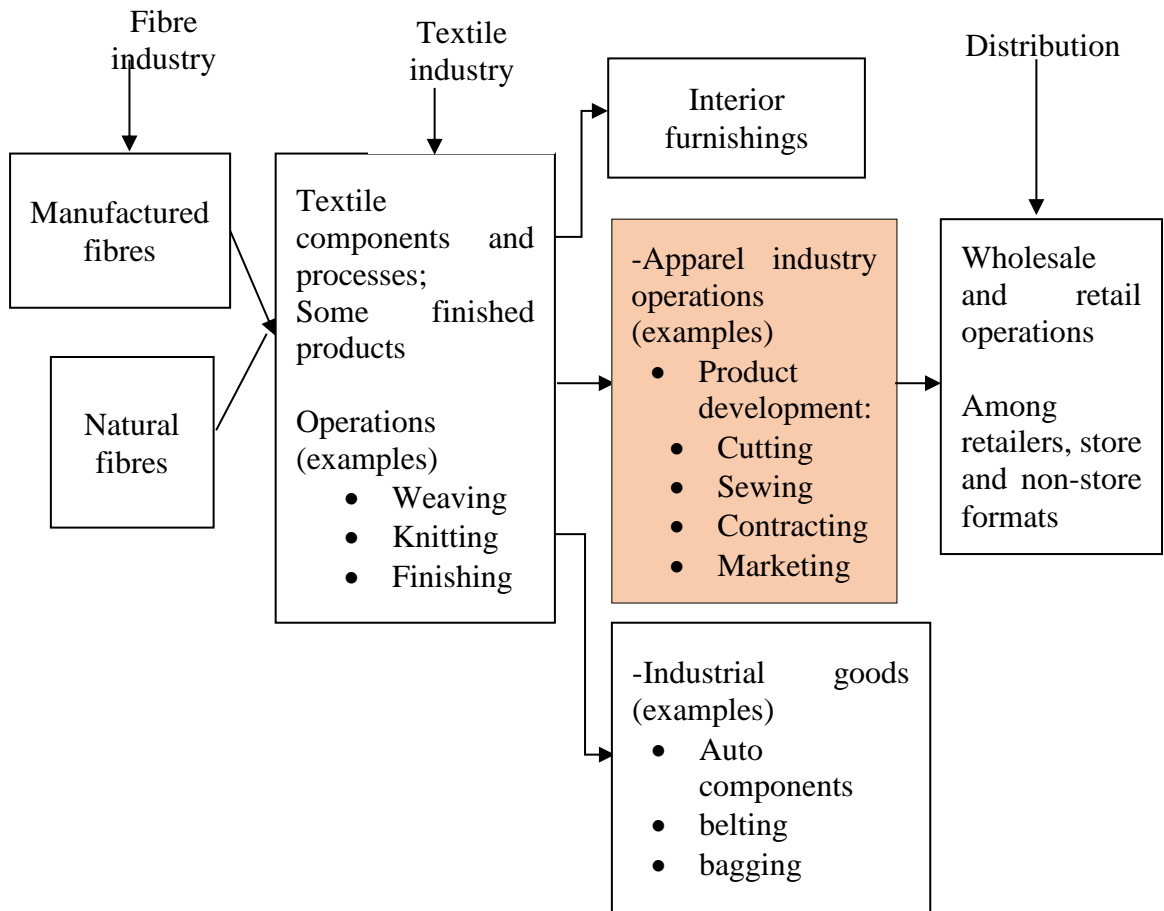 Fibre
industry
Textile
industry
Distribution
Manufactured
fibres
Natural
fibres
Textile
components and
processes;
Some finished
products
Operations
(examples)
• Weaving
• Knitting
• Finishing
Interior
furnishings
-Apparel industry
operations
(examples)
• Product
development:
• Cutting
• Sewing
• Contracting
• Marketing
-Industrial goods
(examples)
• Auto
components
• belting
• bagging
Wholesale
and retail
operations
Among
retailers, store
and non-store
formats